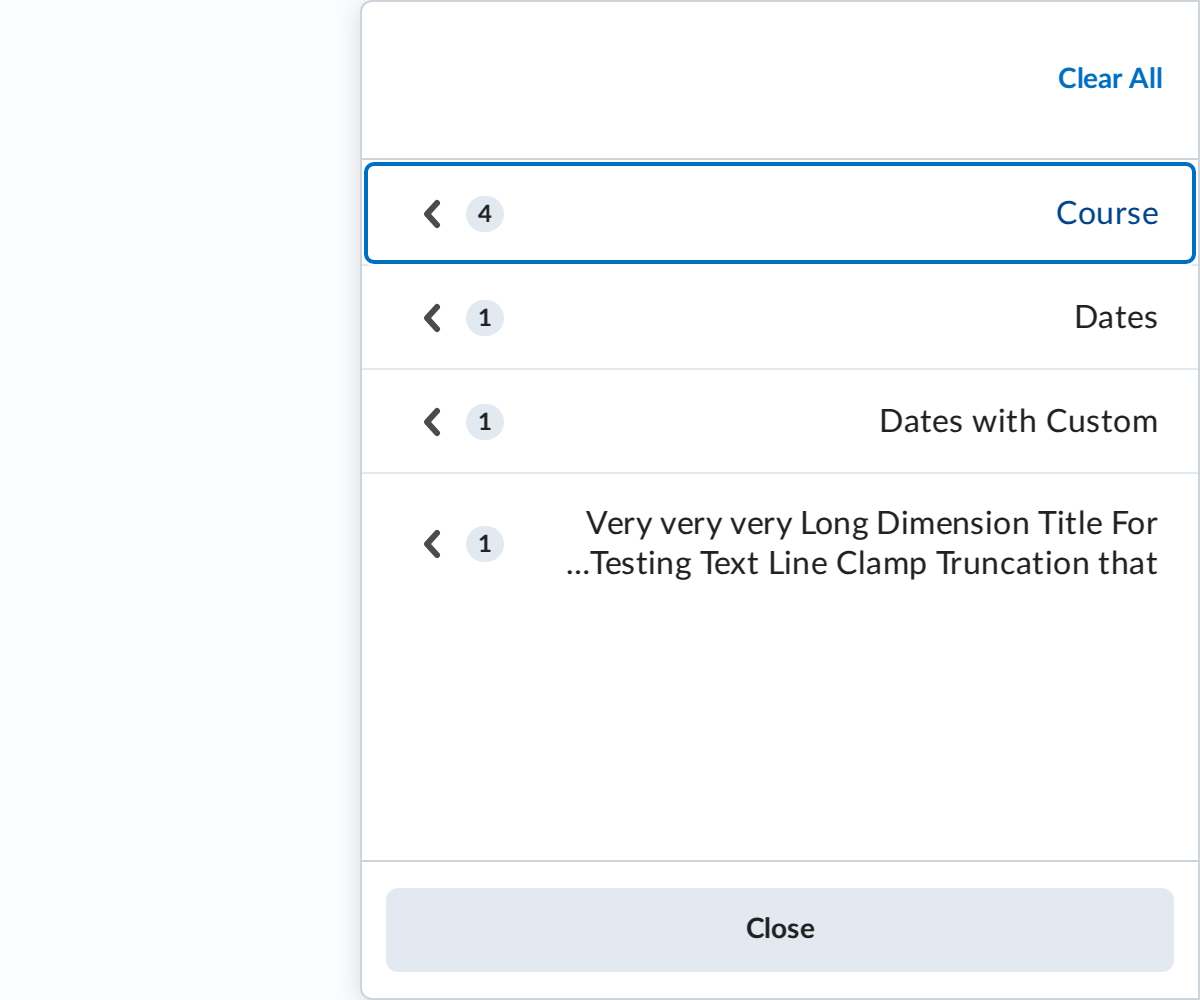 Clear All
Course 4
Dates 1
Dates with Custom 1
Very very very Long Dimension Title For
Testing Text Line Clamp Truncation that... 1
Close